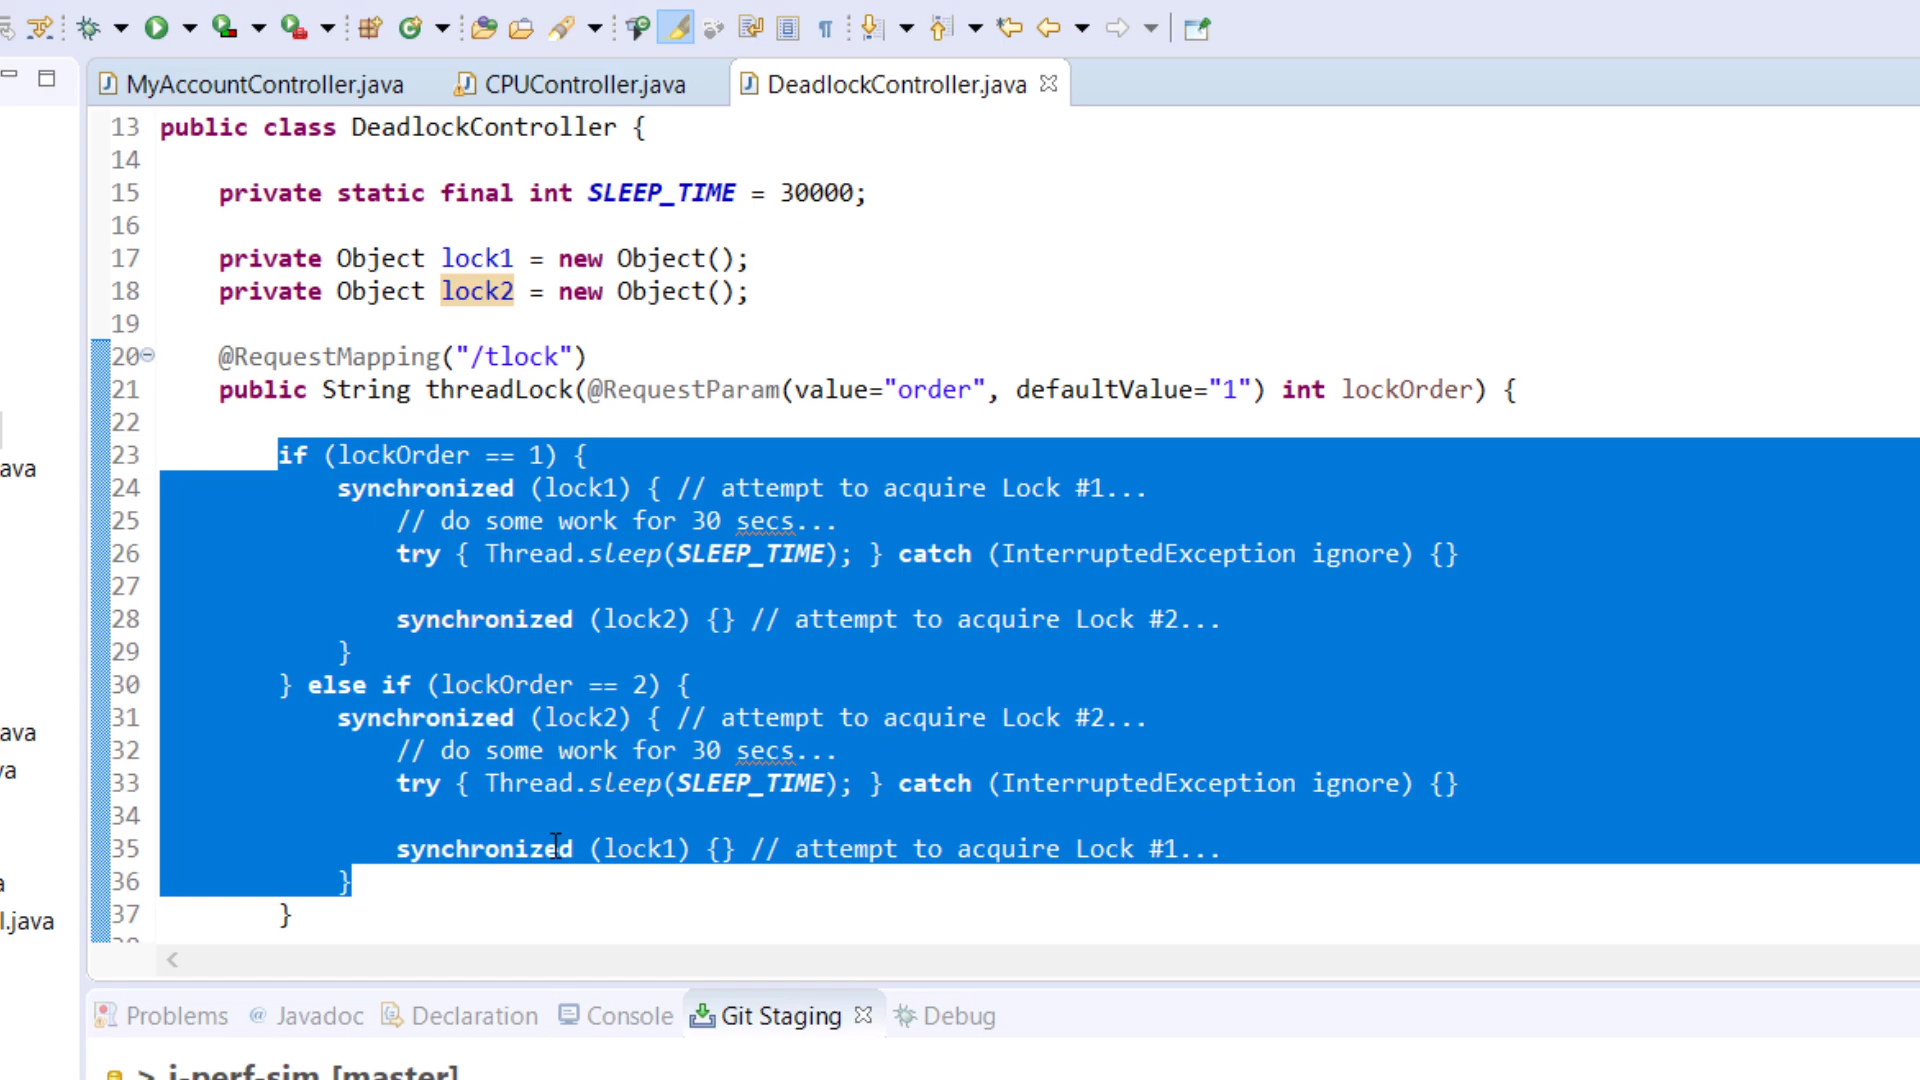 MyAccountController.java CPUController.java DeadlockController.java
13 public class DeadlockController {
14
15 private static final int SLEEP_TIME = 30000;
16
17 private Object lock1 = new Object();
18 private Object lock2 = new Object();
19
20 @RequestMapping("/tlock")
21 public String threadLock(@RequestParam(value="order", defaultValue="1") int lockOrder) {
22
ava
23 if (lockOrder == 1) {
24 synchronized (lock1) { // attempt to acquire Lock #1...
25 // do some work for 30 secs...
26 try { Thread.sleep(SLEEP_TIME); } catch (InterruptedException ignore) {}
27
28 synchronized (lock2) {} // attempt to acquire Lock #2...
29 }
30 } else if (lockOrder == 2) {
31 synchronized (lock2) { // attempt to acquire Lock #2...
ava
32 // do some work for 30 secs...
va
33 try { Thread.sleep(SLEEP_TIME); } catch (InterruptedException ignore) {}
34
35 synchronized (lock1) {} // attempt to acquire Lock #1...
36 }
a
37 }
l.java
Problems @ Javadoc Declaration Console Git Staging Debug
> j-perf-sim [master]